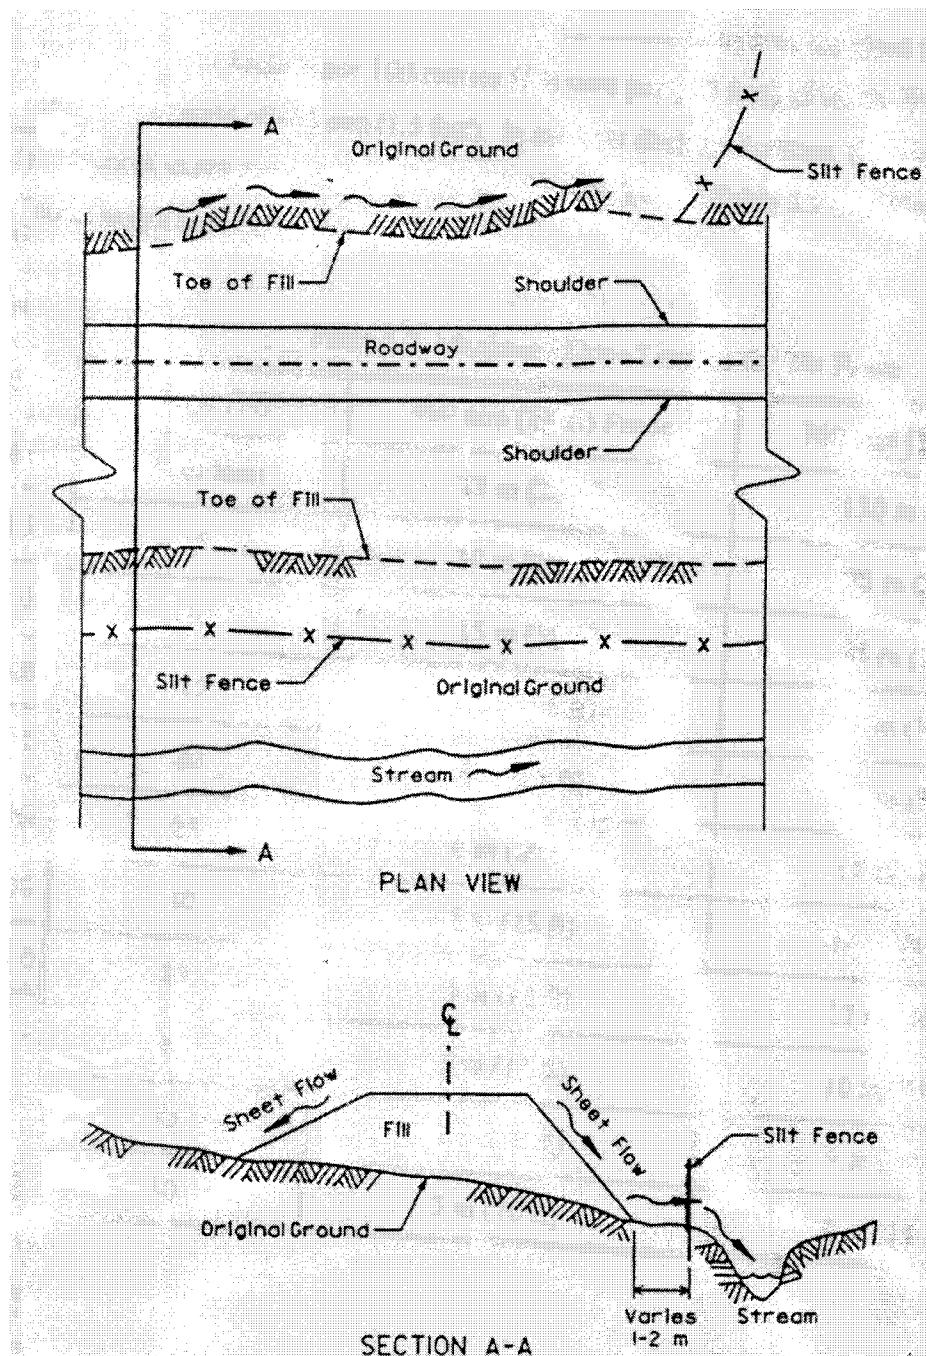 A
Original Ground
Silt Fence
Toe of Fill
Shoulder
Roadway
Shoulder
Toe of Fill
X X X X X X X
Silt Fence
Original Ground
Stream
A
PLAN VIEW
CL
Sheet Flow
Fill
Sheet Flow
Silt Fence
Original Ground
Varies
1-2 m
Stream
SECTION A-A